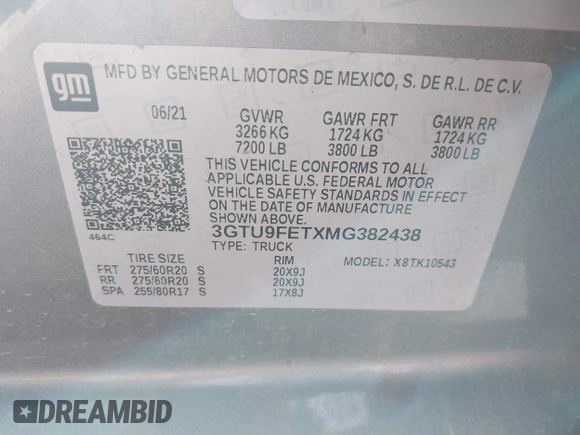 gm
MFD BY GENERAL MOTORS DE MEXICO, S. DE R.L. DE C.V.
06/21 GVWR GAWR FRT GAWR RR
3266 KG 1724 KG 1724 KG
7200 LB 3800 LB 3800 LB
THIS VEHICLE CONFORMS TO ALL
APPLICABLE U.S. FEDERAL MOTOR
VEHICLE SAFETY STANDARDS IN EFFECT
ON THE DATE OF MANUFACTURE
SHOWN ABOVE.
464C 3GTU9FETXMG382438
TYPE: TRUCK
TIRE SIZE RIM MODEL: X8TK10543
FRT 275/60R20 S 20X9J
RR 275/60R20 S 20X9J
SPA 255/80R17 S 17X8J
DREAMBID